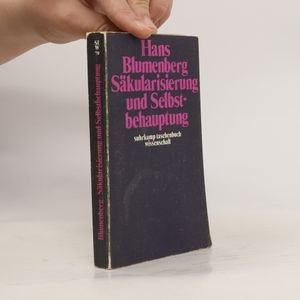 Hans
Blumenberg
Säkularisierung
und Selbst-
behauptung
suhrkamp taschenbuch
wissenschaft
Blumenberg Säkularisierung und Selbstbehauptung